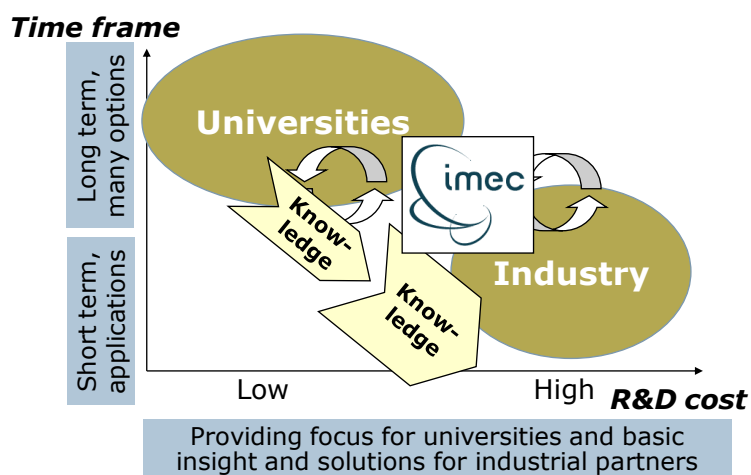 Time frame
Long term,
many options
Short term,
applications
Universities
imec
Know-
ledge
Know-
ledge
Industry
Low
High
R&D cost
Providing focus for universities and basic
insight and solutions for industrial partners